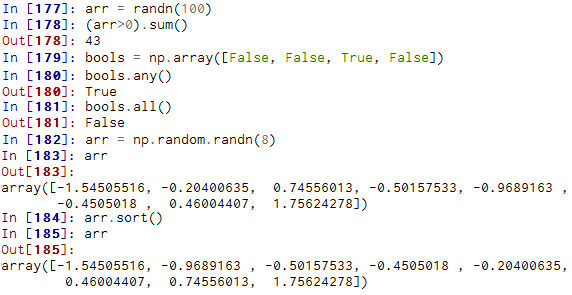 In [177]: arr = randn(100)
In [178]: (arr>0).sum()
Out[178]: 43
In [179]: bools = np.array([False, False, True, False])
In [180]: bools.any()
Out[180]: True
In [181]: bools.all()
Out[181]: False
In [182]: arr = np.random.randn(8)
In [183]: arr
Out[183]:
array([-1.54505516, -0.20400635,  0.74556013, -0.50157533, -0.9689163 ,
       -0.4505018 ,  0.46004407,  1.75624278])
In [184]: arr.sort()
In [185]: arr
Out[185]:
array([-1.54505516, -0.9689163 , -0.50157533, -0.4505018 , -0.20400635,
        0.46004407,  0.74556013,  1.75624278])